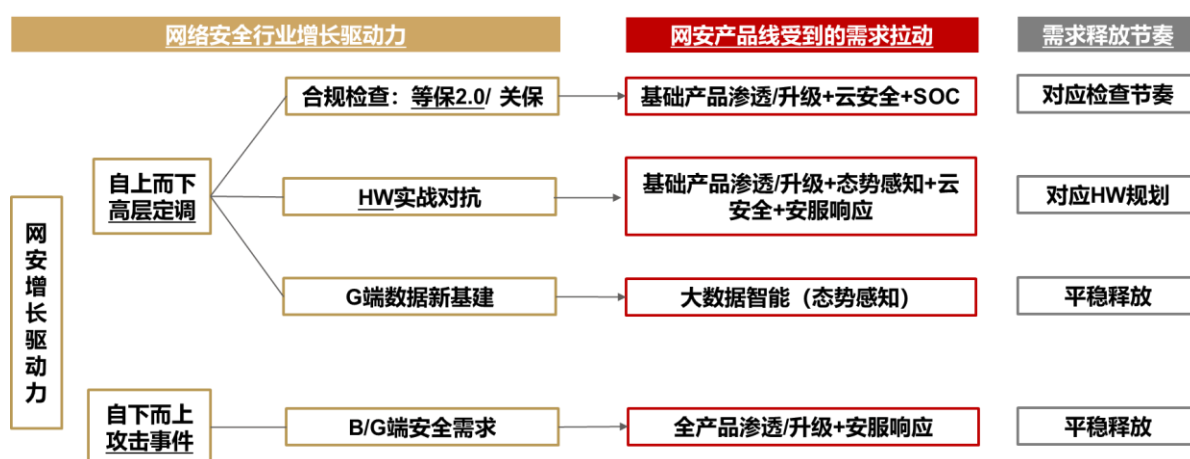 网络安全行业增长驱动力
网安产品线受到的需求拉动
需求释放节奏
合规检查：等保2.0/ 关保
基础产品渗透/升级+云安全+SOC
对应检查节奏
自上而下
高层定调
HW实战对抗
基础产品渗透/升级+态势感知+云
安全+安服响应
对应HW规划
网安增长驱动力
G端数据新基建
大数据智能（态势感知）
平稳释放
自下而上
攻击事件
B/G端安全需求
全产品渗透/升级+安服响应
平稳释放